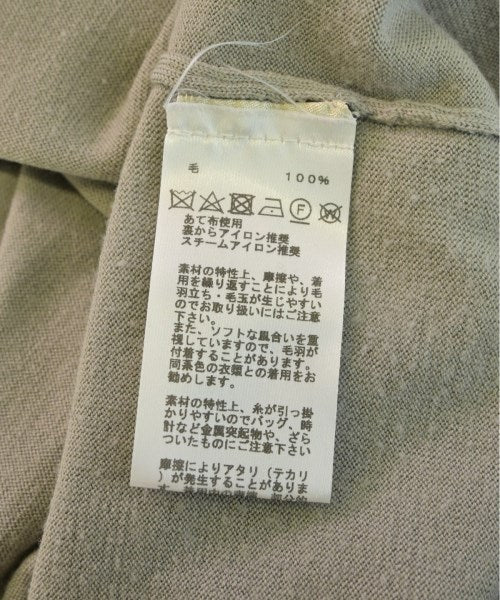 毛 100%
F W
あて布使用
裏からアイロン推奨
スチームアイロン推奨
素材の特性上、摩擦や、着
用を繰り返すことにより毛
羽立ち・毛玉が生じやすい
のでお取り扱いにはご注意
下さい。
また、ソフトな風合いを重
視していますので、毛羽が
付着することがあります。
同系色の衣類との着用をお
勧めします。
素材の特性上、糸が引っ掛
かりやすいのでバッグ、時
計など金属突起物や、ざら
ついたものにご注意下さい
摩擦によりアタリ（テカリ
）が発生することがありま
す